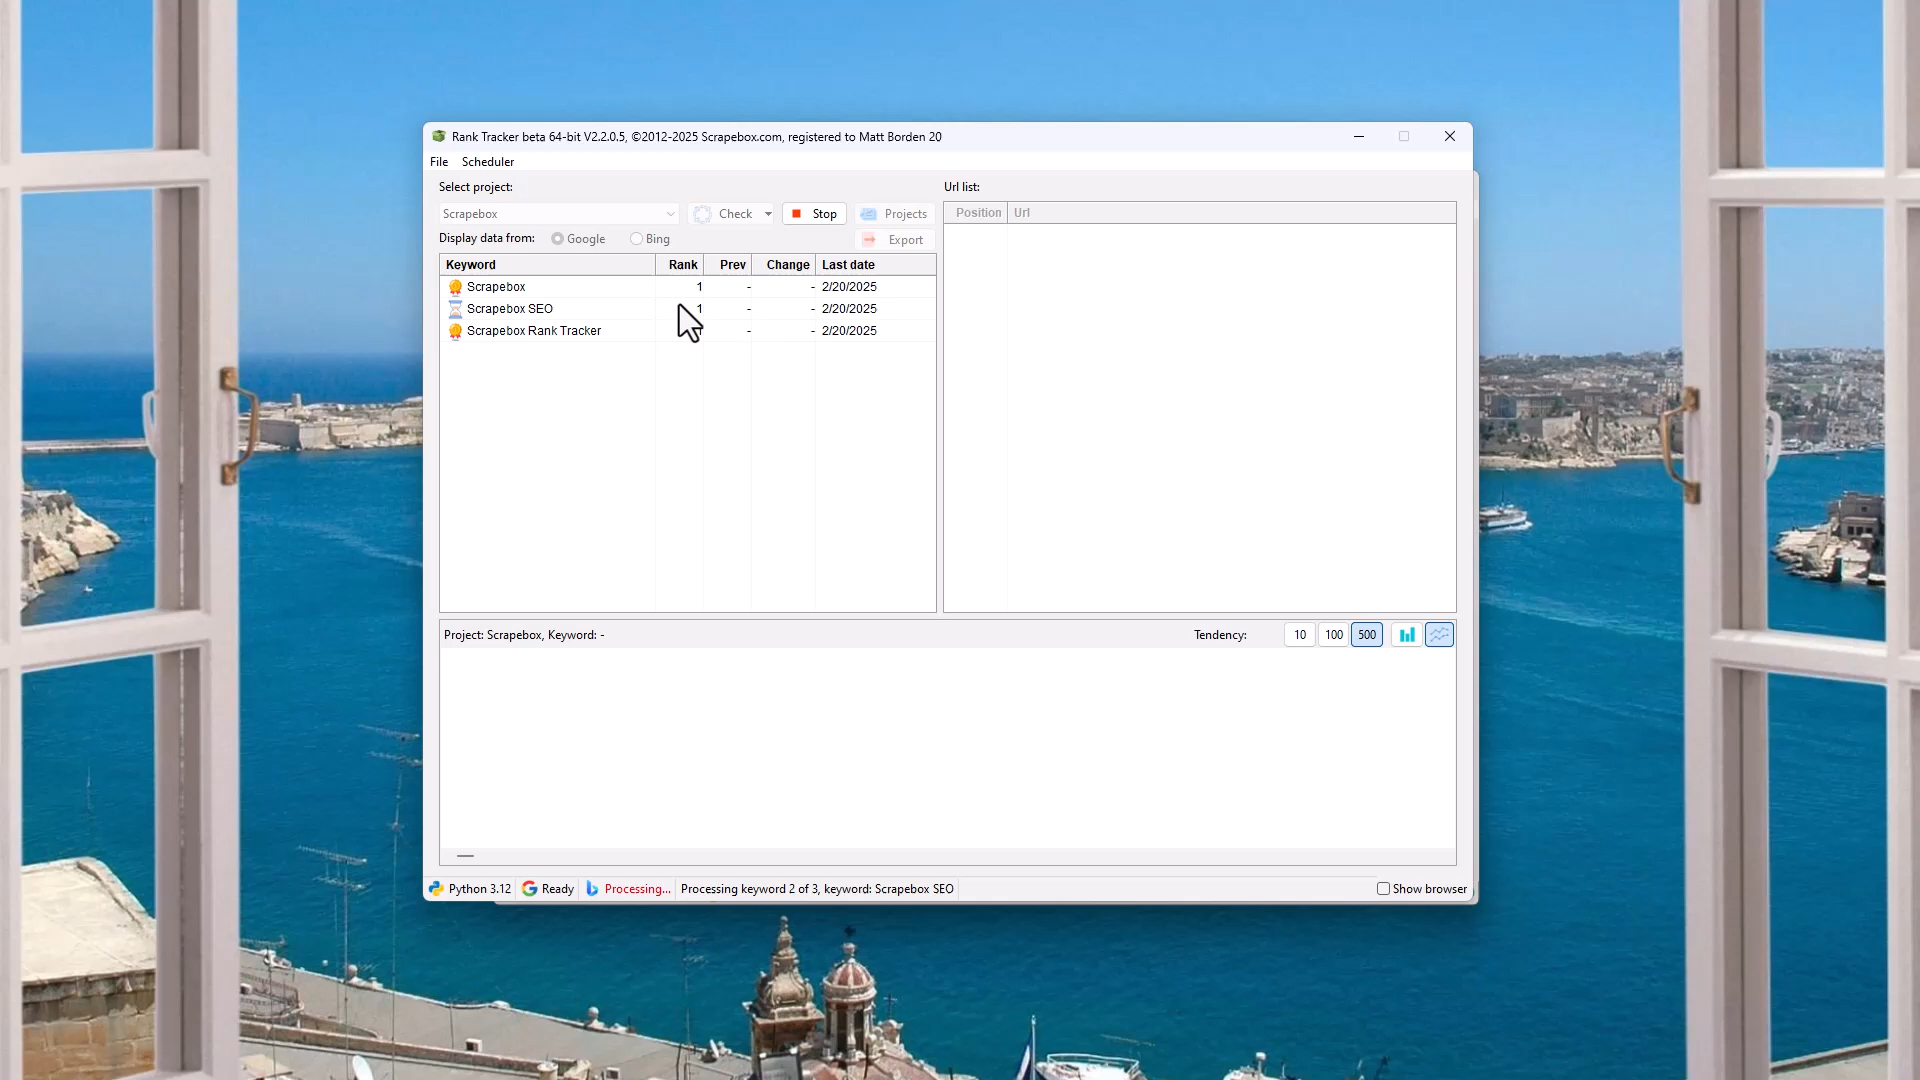 Rank Tracker beta 64-bit V2.2.0.5, ©2012-2025 Scrapebox.com, registered to Matt Borden 20
File Scheduler
Select project:
Scrapebox Check Stop Projects
Display data from: Google Bing Export
Keyword Rank Prev Change Last date
Scrapebox 1 - - 2/20/2025
Scrapebox SEO 1 - - 2/20/2025
Scrapebox Rank Tracker - - 2/20/2025
Url list:
Position Url
Project: Scrapebox, Keyword: -
Tendency: 10 100 500
Python 3.12 Ready Processing... Processing keyword 2 of 3, keyword: Scrapebox SEO Show browser